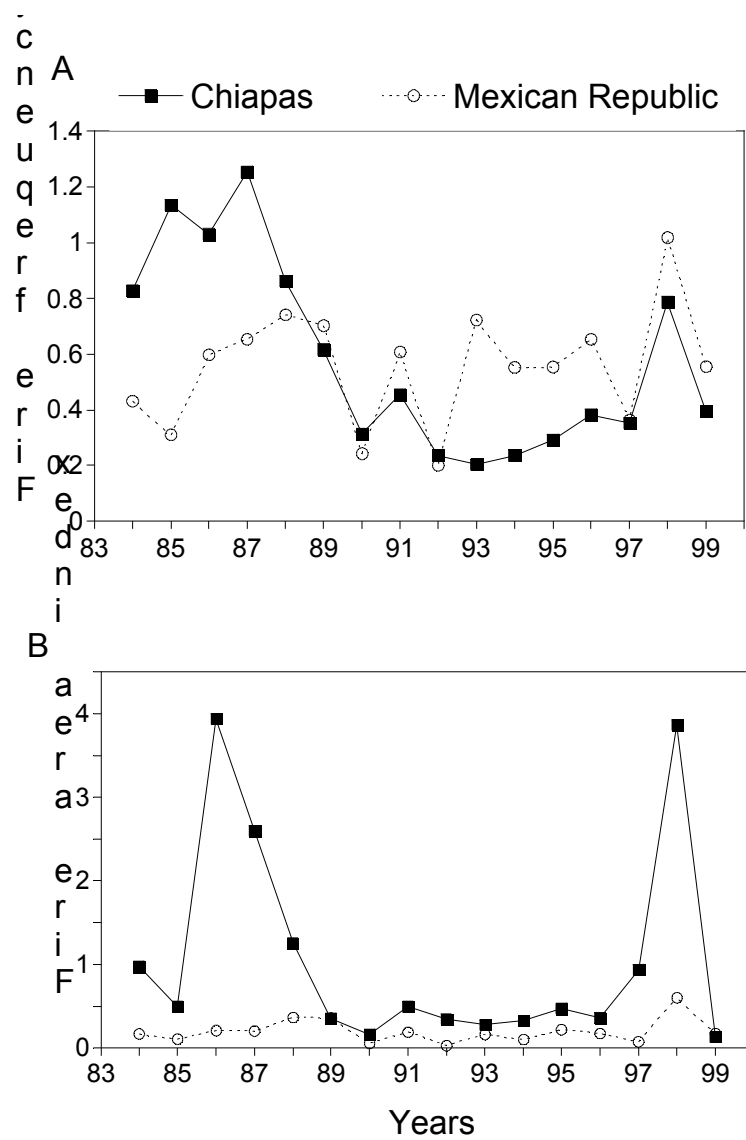 A
Chiapas
Mexican Republic
Fire frequency
index
1.4
1.2
1
0.8
0.6
0.4
0.2
0
83 85 87 89 91 93 95 97 99
B
Fire area
4
3
2
1
0
83 85 87 89 91 93 95 97 99
Years